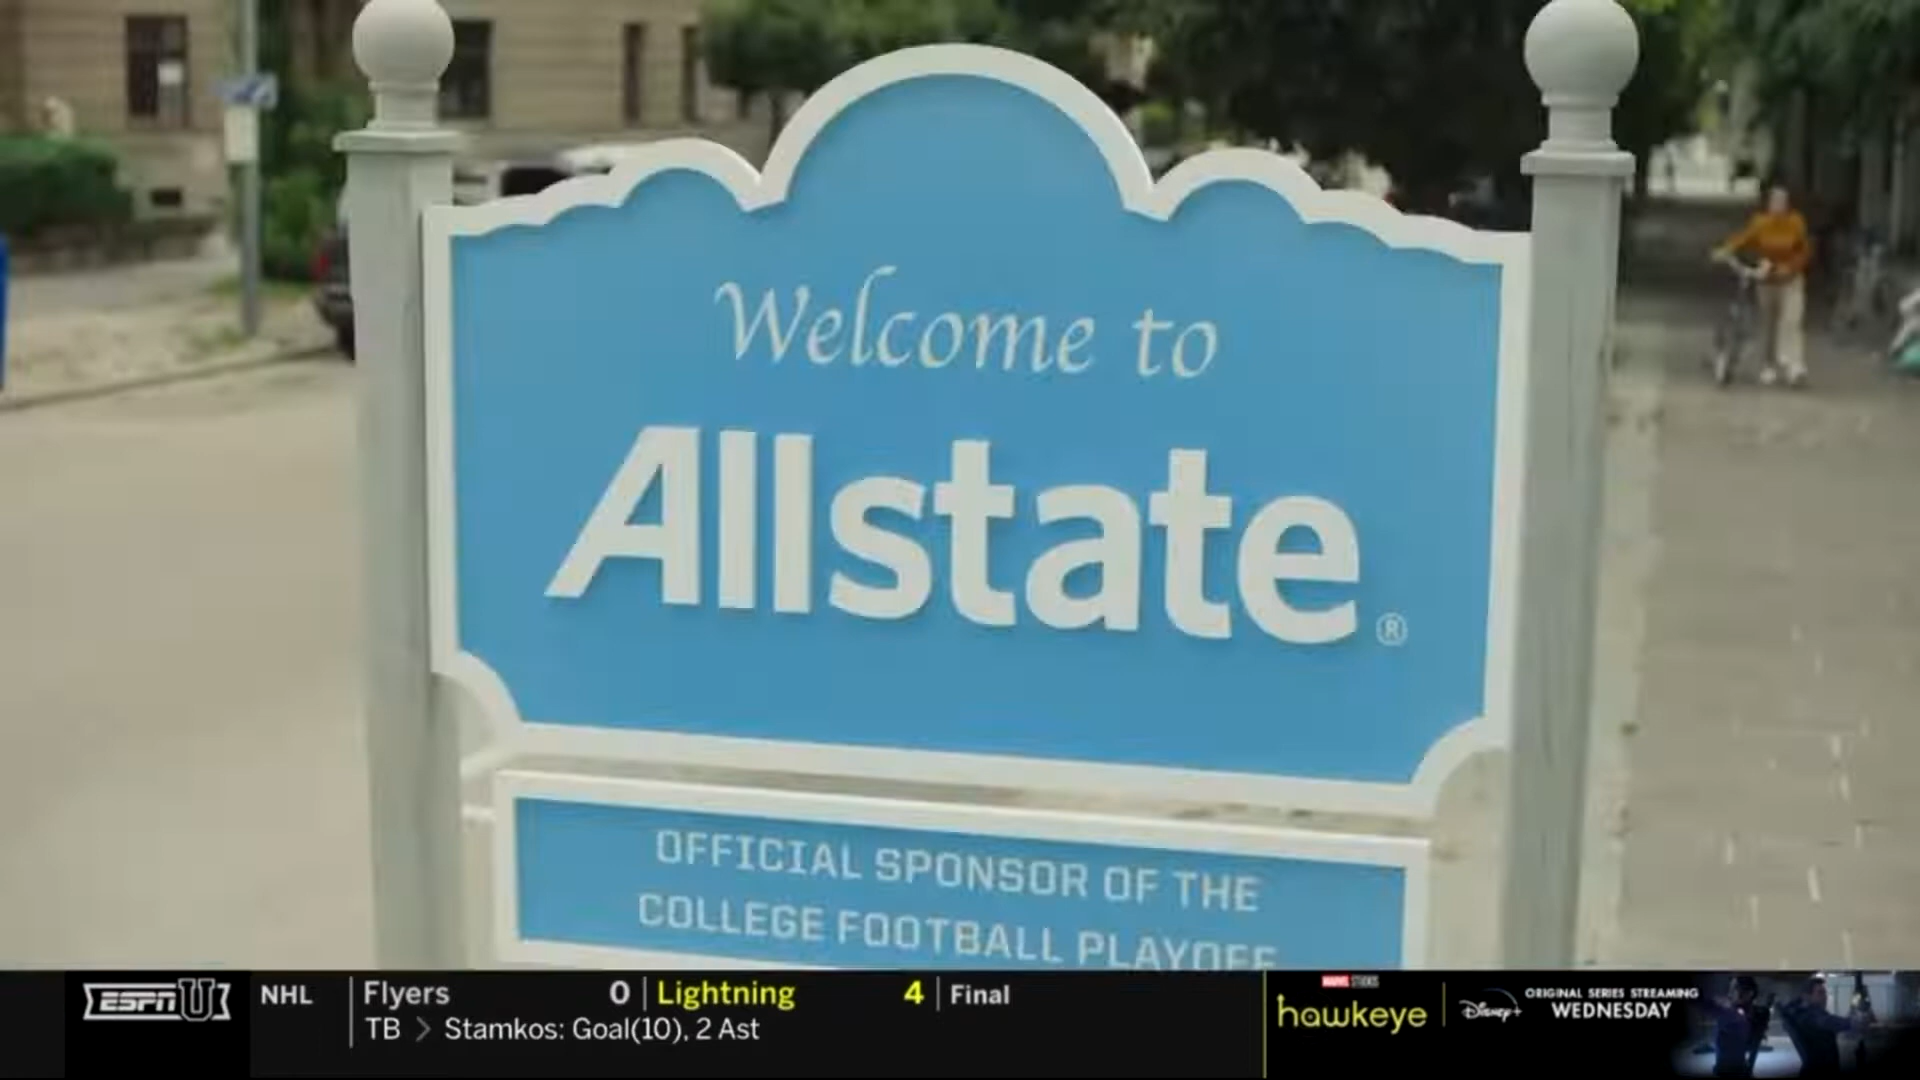 Welcome to
Allstate®
OFFICIAL SPONSOR OF THE
COLLEGE FOOTBALL PLAYOFF
ESPNU
NHL
Flyers 0
Lightning 4
Final
TB > Stamkos: Goal(10), 2 Ast
MARVEL STUDIOS
hawkeye
Disney+
ORIGINAL SERIES STREAMING
WEDNESDAY